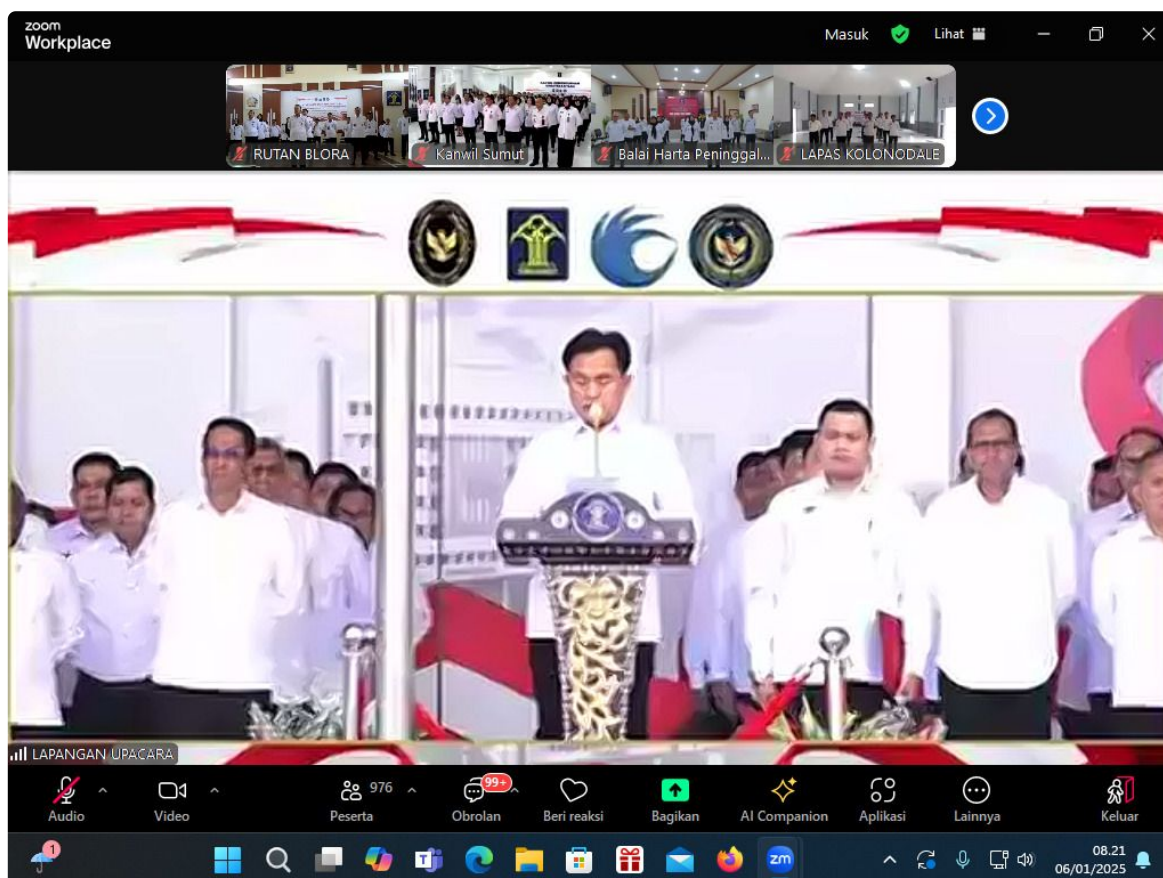 zoom
Workplace
Masuk
Lihat
RUTAN BLORA
Kanwil Sumut
Balai Harta Peninggal...
LAPAS KOLONODALE
LAPANGAN UPACARA
Audio
Video
976
Peserta
99+
Obrolan
Beri reaksi
Bagikan
AI Companion
Aplikasi
Lainnya
Keluar
1
zm
08.21
06/01/2025